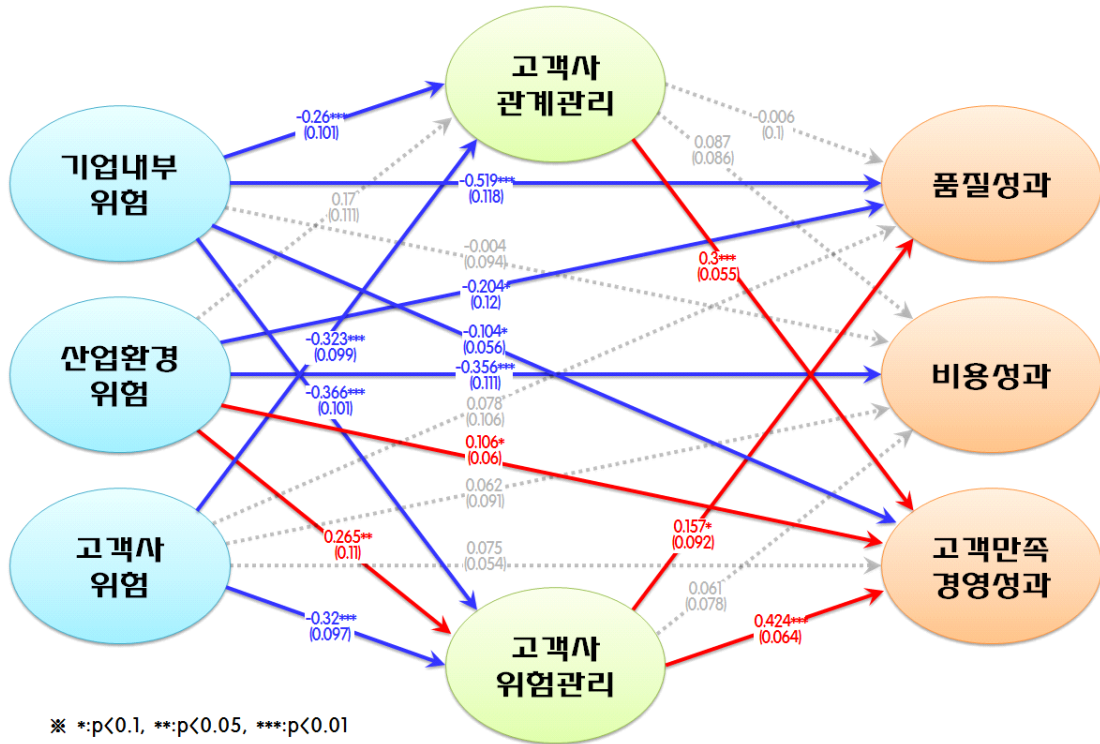 고객사
관계관리
기업내부
위험
산업환경
위험
고객사
위험
고객사
위험관리
품질성과
비용성과
고객만족
경영성과
-0.26***
(0.101)
-0.006
(0.1)
0.087
(0.086)
-0.519***
(0.118)
0.17
(0.111)
-0.004
(0.094)
0.3***
(0.055)
-0.204*
(0.12)
-0.104*
(0.056)
-0.323***
(0.099)
-0.356***
(0.111)
-0.366***
(0.101)
0.078
(0.106)
0.106*
(0.06)
0.062
(0.091)
0.265**
(0.11)
0.157*
(0.092)
0.075
(0.054)
0.061
(0.078)
-0.32***
(0.097)
0.424***
(0.064)
※ *:p<0.1, **:p<0.05, ***:p<0.01